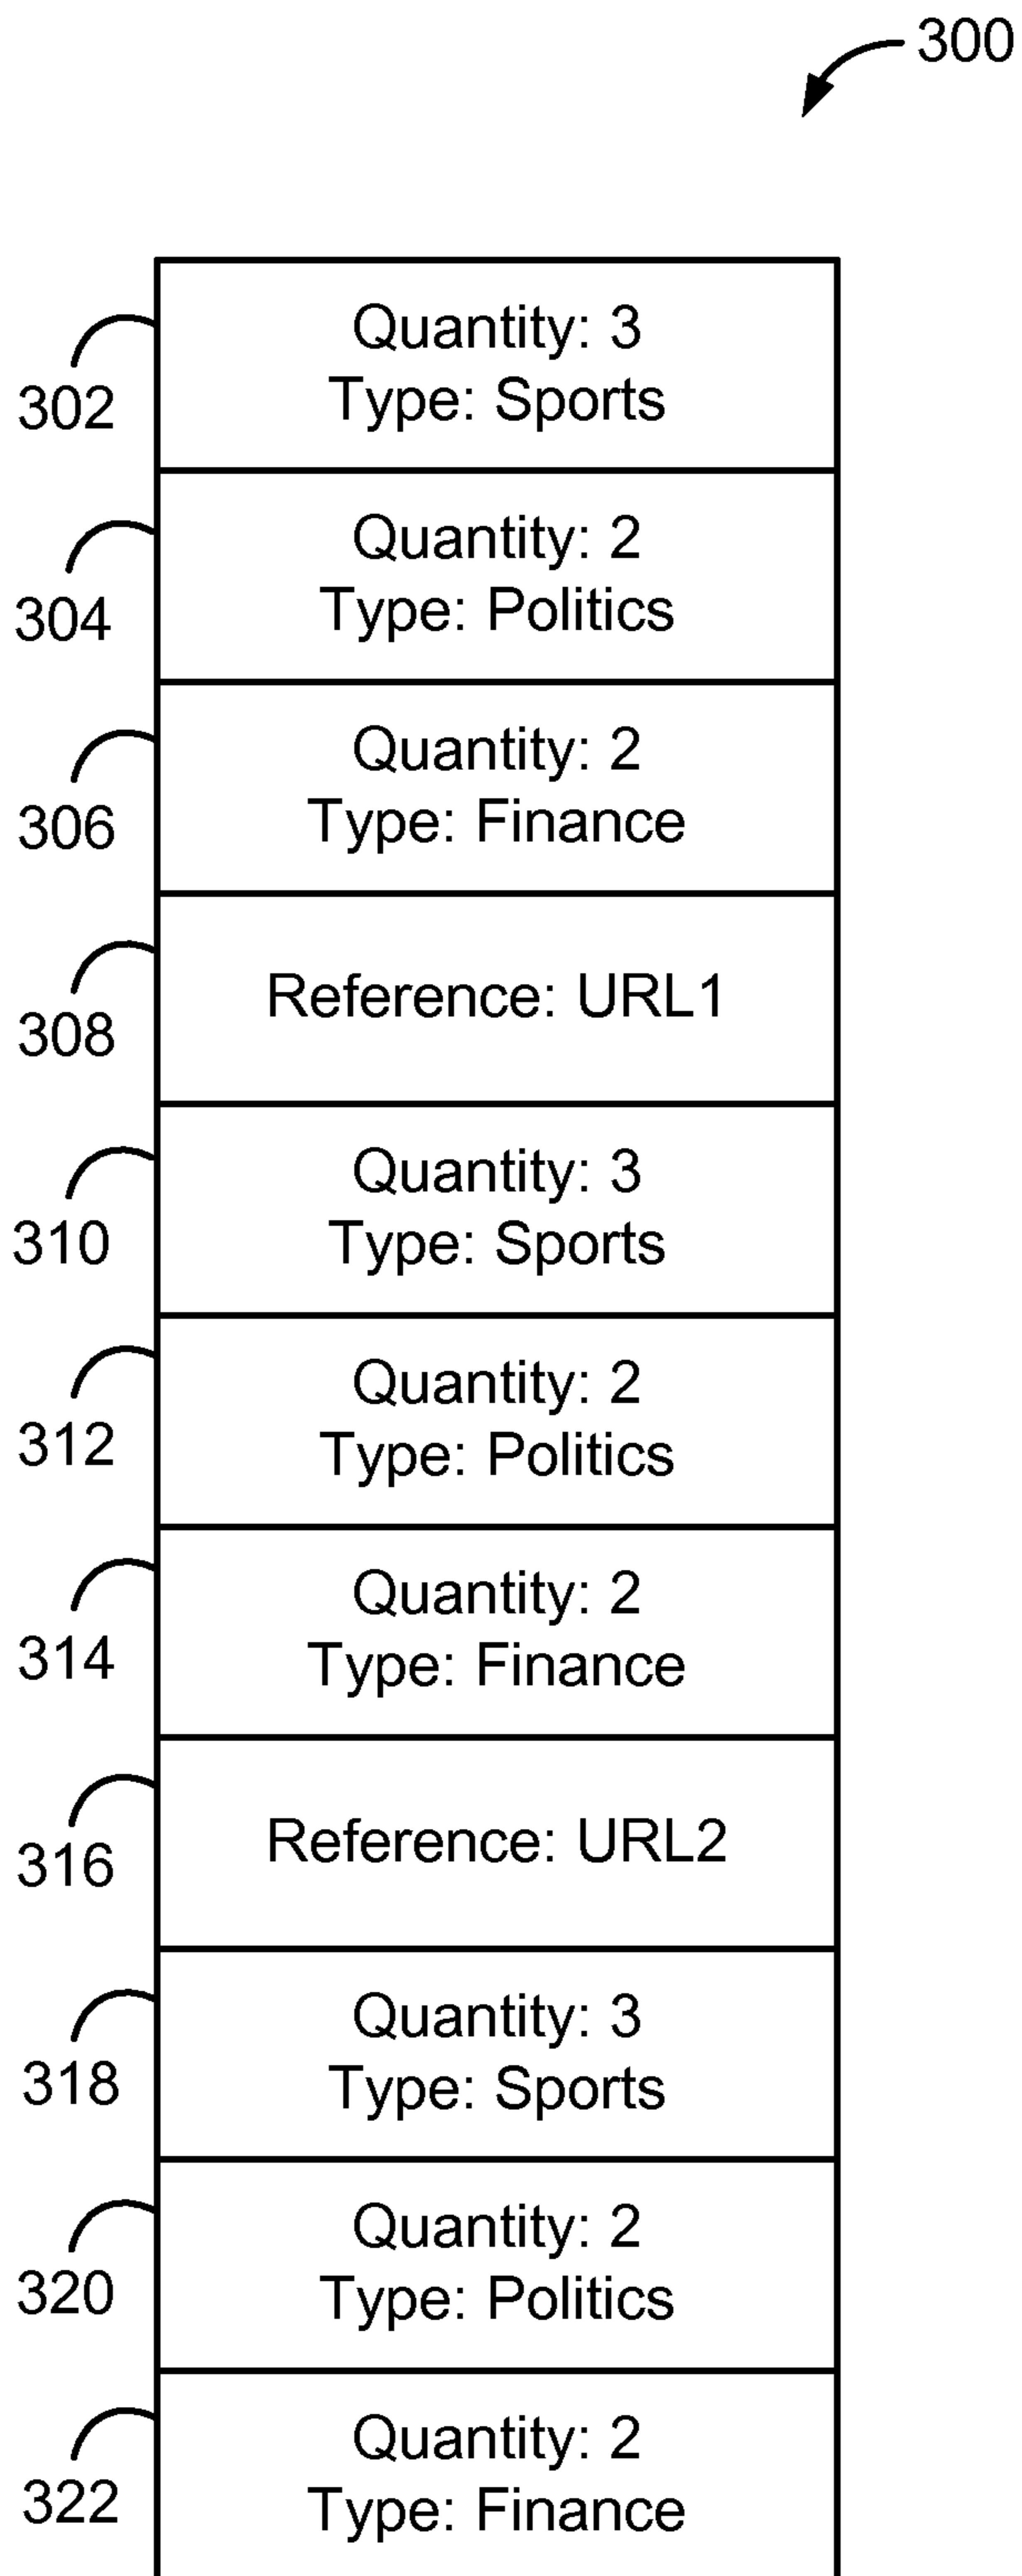 300
302
Quantity: 3
Type: Sports
304
Quantity: 2
Type: Politics
306
Quantity: 2
Type: Finance
308
Reference: URL1
310
Quantity: 3
Type: Sports
312
Quantity: 2
Type: Politics
314
Quantity: 2
Type: Finance
316
Reference: URL2
318
Quantity: 3
Type: Sports
320
Quantity: 2
Type: Politics
322
Quantity: 2
Type: Finance